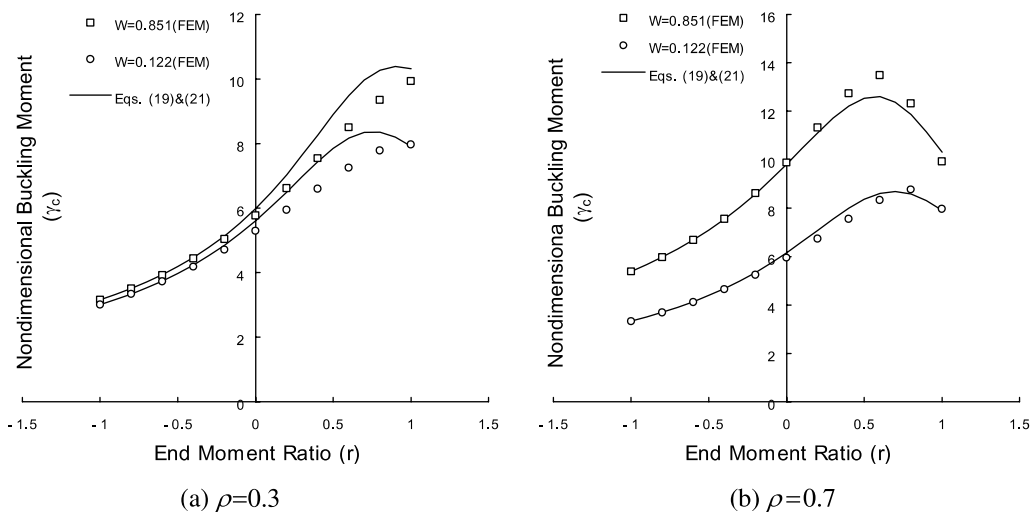 W=0.851(FEM)
W=0.122(FEM)
Eqs. (19)&(21)
Nondimensional Buckling Moment
(γc)
12
10
8
6
4
2
0
-1.5 -1 -0.5 0 0.5 1 1.5
End Moment Ratio (r)
(a) ρ=0.3
W=0.851(FEM)
W=0.122(FEM)
Eqs. (19)&(21)
Nondimensiona Buckling Moment
(γc)
16
14
12
10
8
6
4
2
0
-1.5 -1 -0.5 0 0.5 1 1.5
End Moment Ratio (r)
(b) ρ=0.7